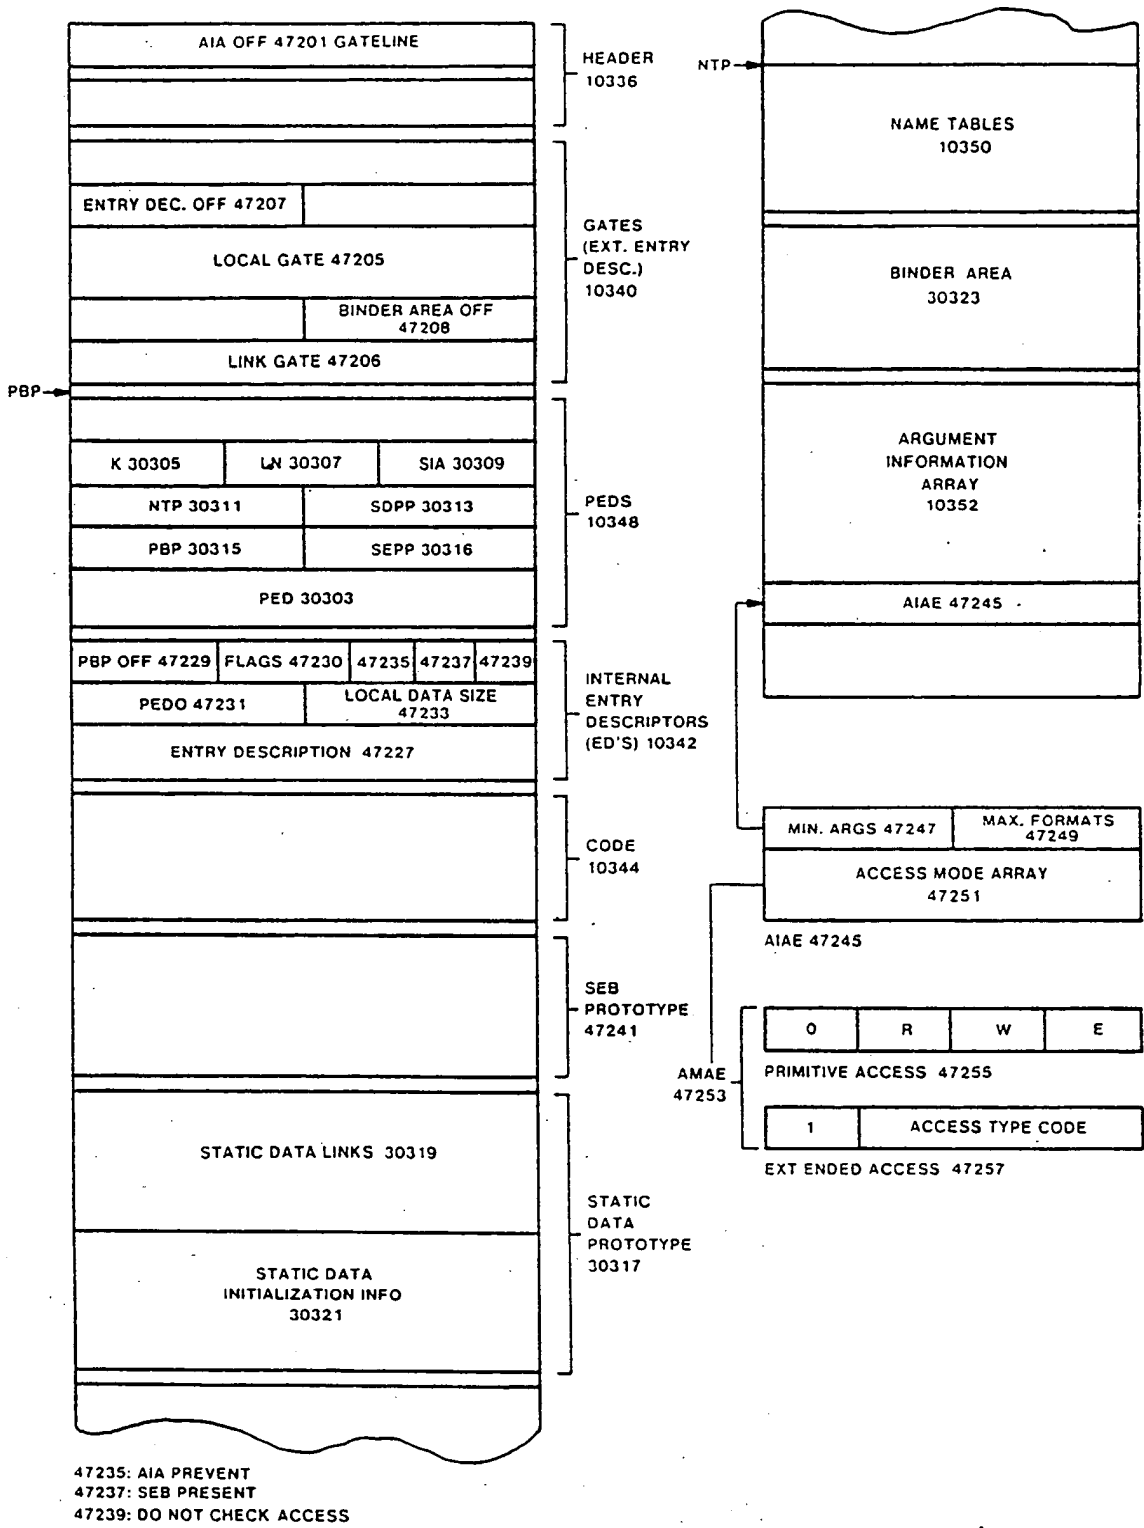 AIA OFF 47201 GATELINE
HEADER
10336
ENTRY DEC. OFF 47207
LOCAL GATE 47205
BINDER AREA OFF
47208
LINK GATE 47206
GATES
(EXT. ENTRY
DESC.)
10340
PBP
K 30305
LN 30307
SIA 30309
NTP 30311
SDPP 30313
PBP 30315
SEPP 30316
PED 30303
PEDS
10348
PBP OFF 47229
FLAGS 47230
47235
47237
47239
PEDO 47231
LOCAL DATA SIZE
47233
ENTRY DESCRIPTION 47227
INTERNAL
ENTRY
DESCRIPTORS
(ED'S) 10342
CODE
10344
SEB
PROTOTYPE
47241
STATIC DATA LINKS 30319
STATIC DATA
INITIALIZATION INFO
30321
STATIC
DATA
PROTOTYPE
30317
47235: AIA PREVENT
47237: SEB PRESENT
47239: DO NOT CHECK ACCESS
NTP
NAME TABLES
10350
BINDER AREA
30323
ARGUMENT
INFORMATION
ARRAY
10352
AIAE 47245
MIN. ARGS 47247
MAX. FORMATS
47249
ACCESS MODE ARRAY
47251
AIAE 47245
AMAE
47253
O R W E
PRIMITIVE ACCESS 47255
1 ACCESS TYPE CODE
EXT ENDED ACCESS 47257